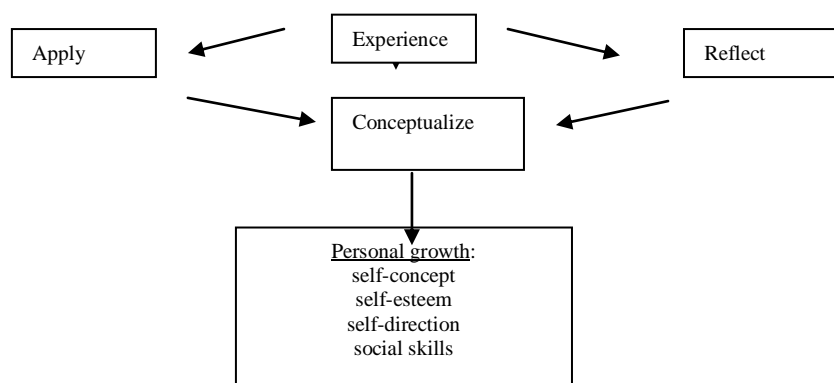 Experience
Apply
Reflect
Conceptualize
Personal growth:
self-concept
self-esteem
self-direction
social skills